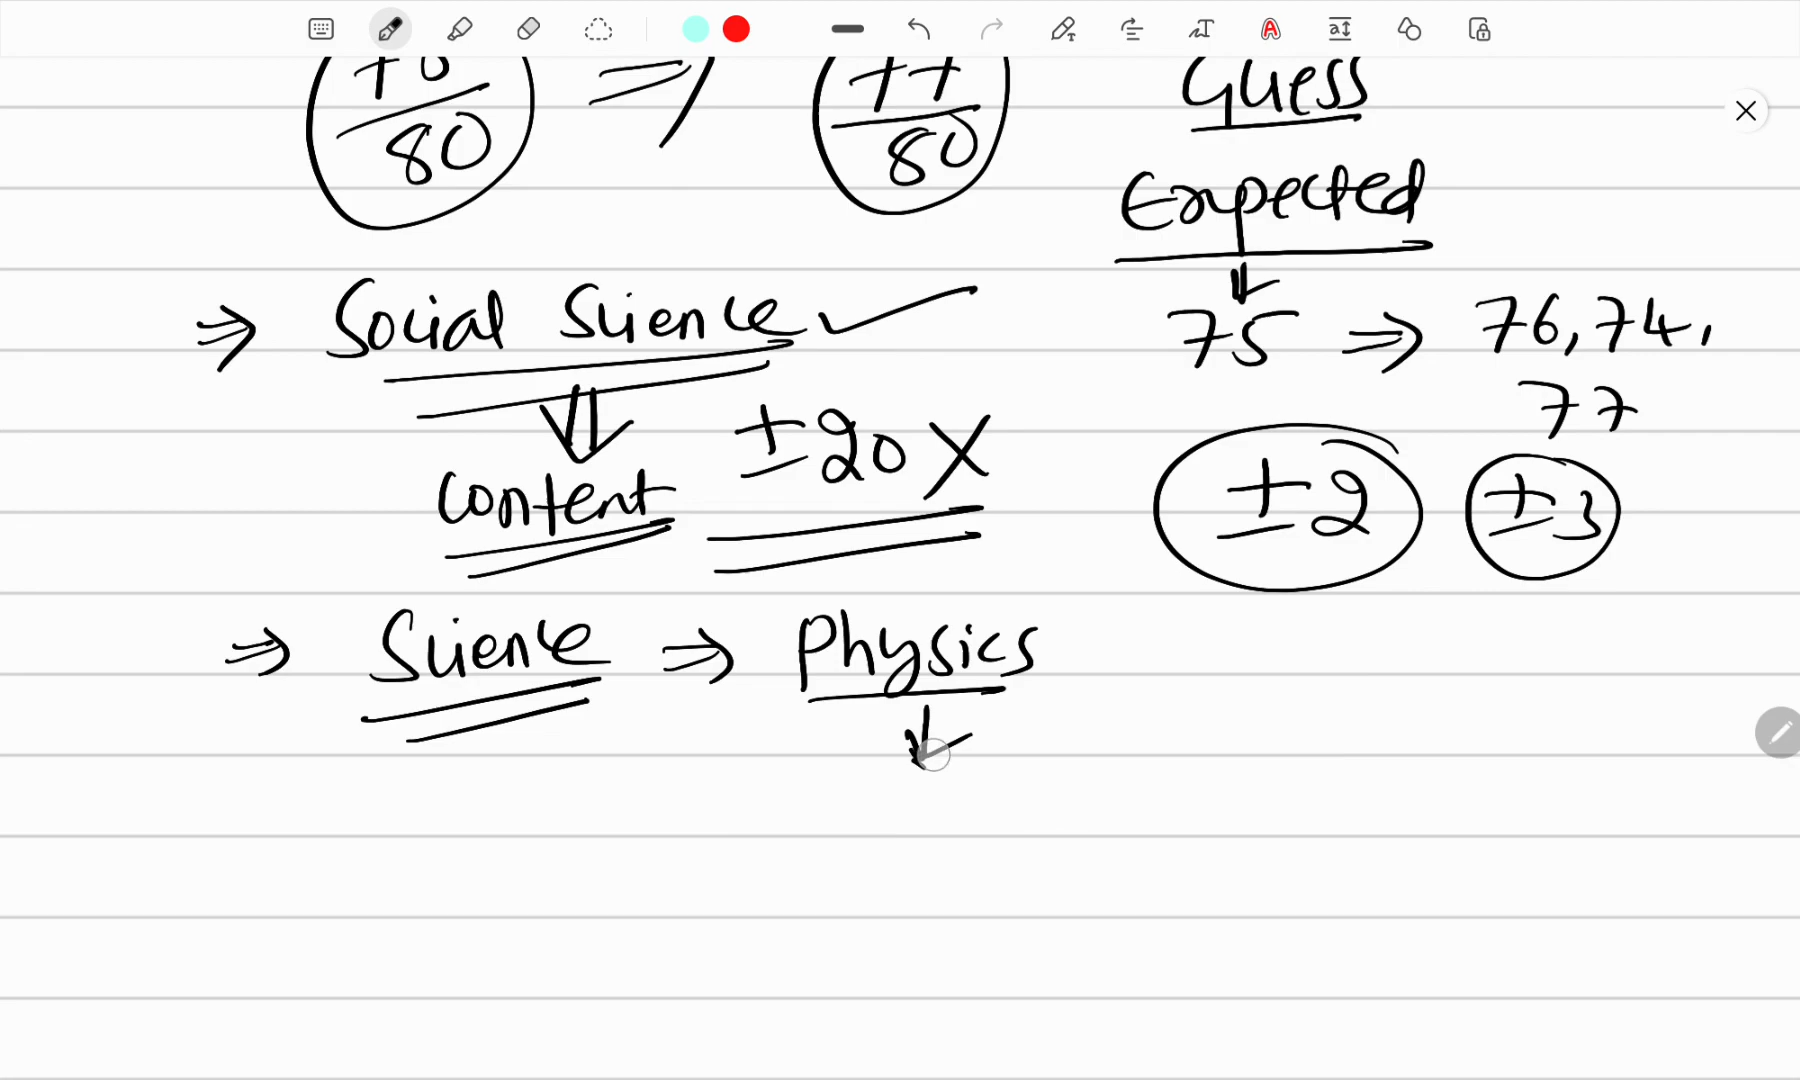 80 ⇒ 77/80 Guess
Expected
⇒ Social Science ✓ 75 ⇒ 76, 74,
77
content ±20 X ±2 ±3
⇒ Science ⇒ Physics